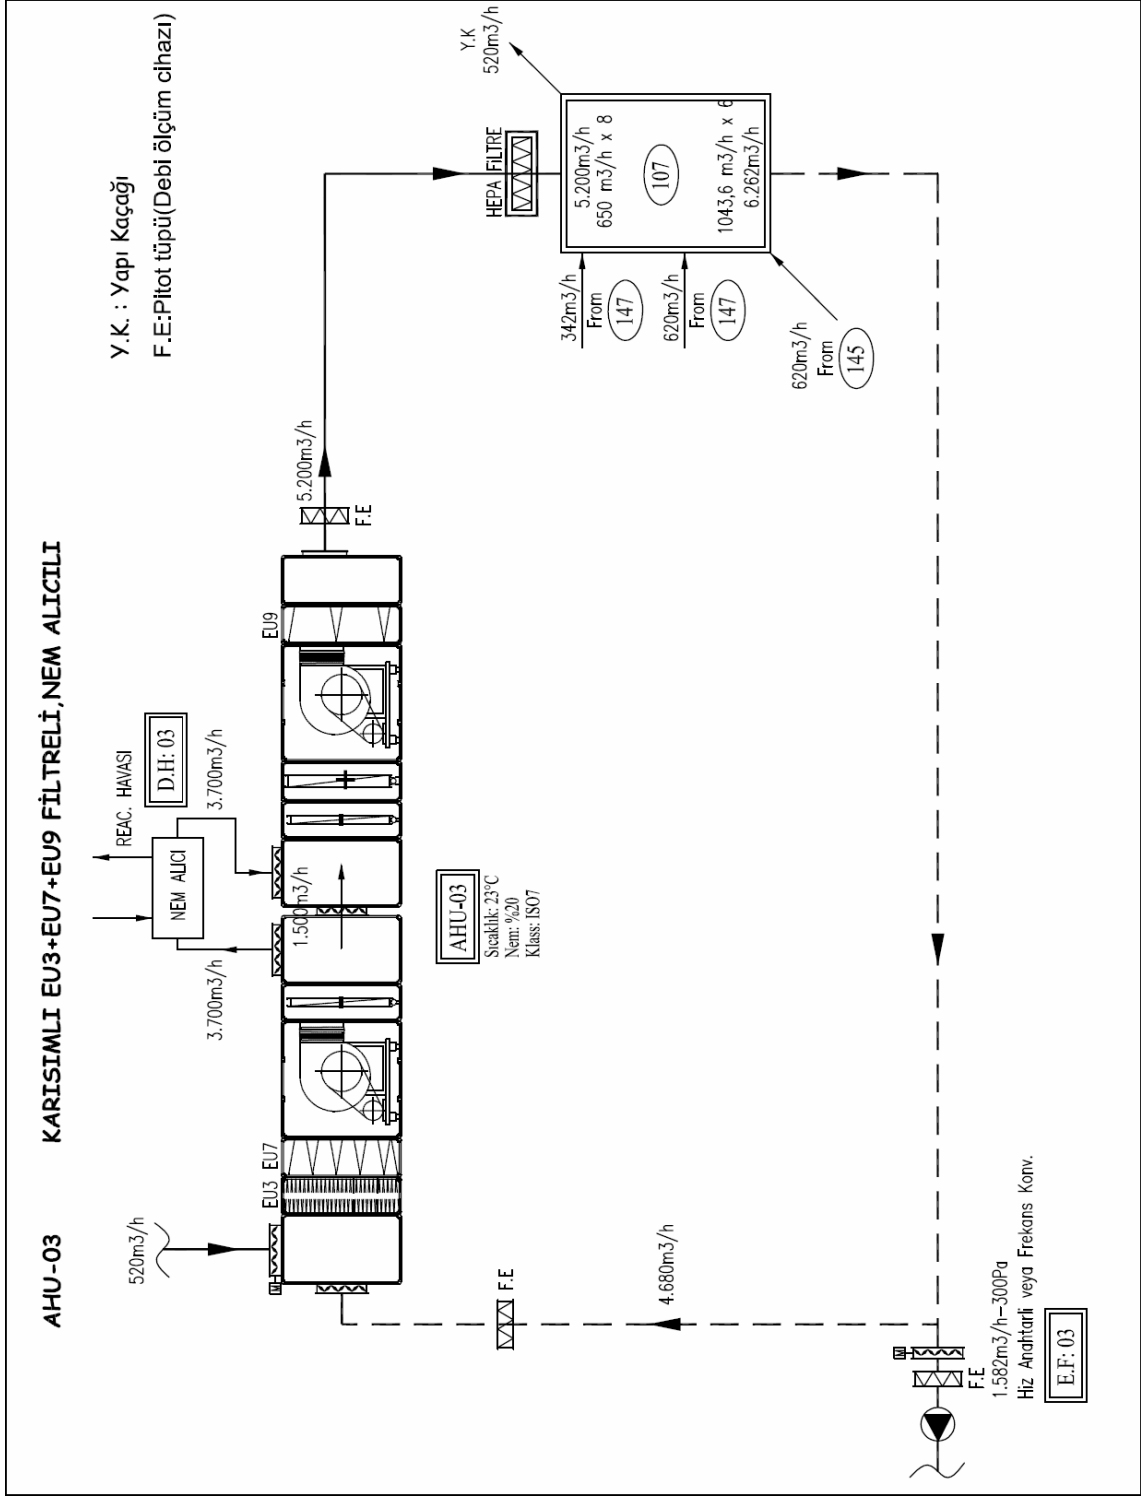 AHU-03 KARISIMLI EU3+EU7+EU9 FİLTRELİ,NEM ALICILI
Y.K. : Yapı Kaçağı
F.E:Pitot tüpü(Debi ölçüm cihazı)
520m3/h
EU3
EU7
3.700m3/h
NEM ALICI
REAC. HAVASI
D.H: 03
3.700m3/h
1.500m3/h
EU9
5.200m3/h
F.E
AHU-03
Sıcaklık: 23°C
Nem: %20
Klass: ISO7
HEPA FİLTRE
Y.K
520m3/h
5.200m3/h
650 m3/h x 8
107
1043,6 m3/h x 6
6.262m3/h
342m3/h
From
147
620m3/h
From
147
620m3/h
From
145
F.E
4.680m3/h
M
M
F.E
1.582m3/h-300Pa
Hiz Anahtarli veya Frekans Konv.
E.F: 03